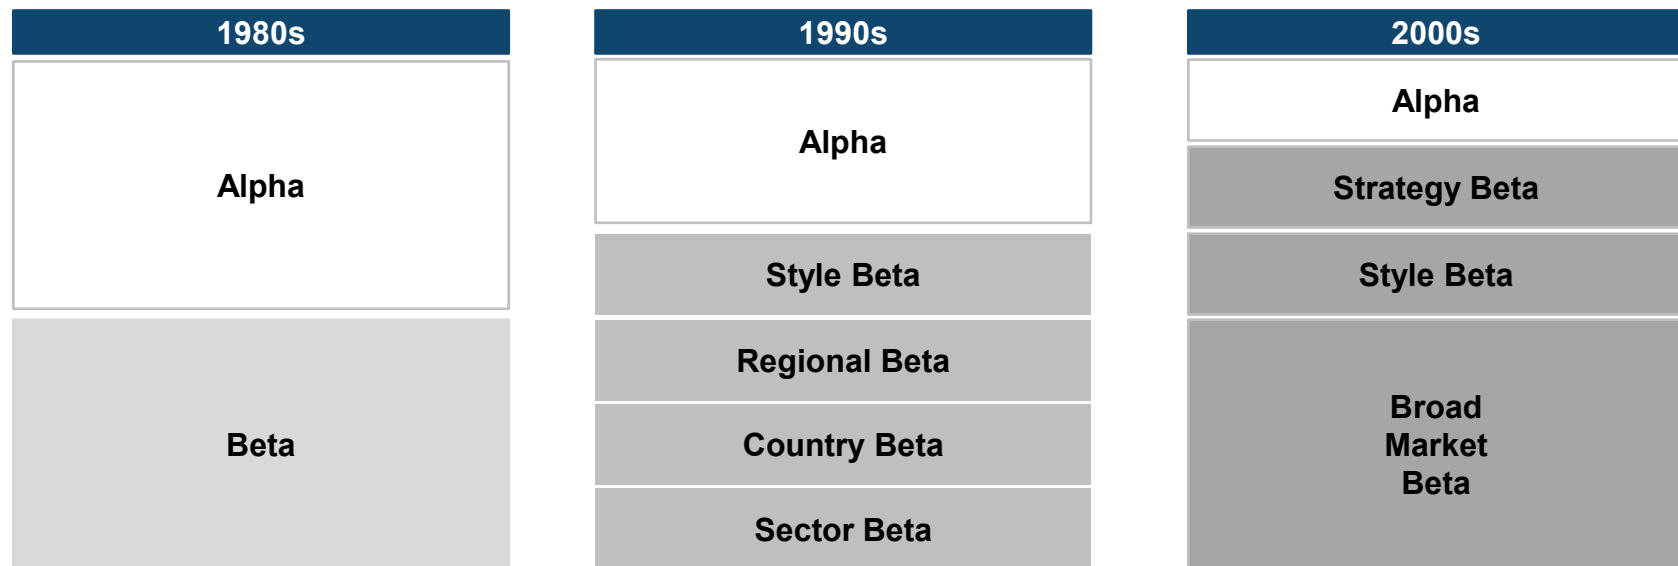 1980s
Alpha
Beta
1990s
Alpha
Style Beta
Regional Beta
Country Beta
Sector Beta
2000s
Alpha
Strategy Beta
Style Beta
Broad
Market
Beta